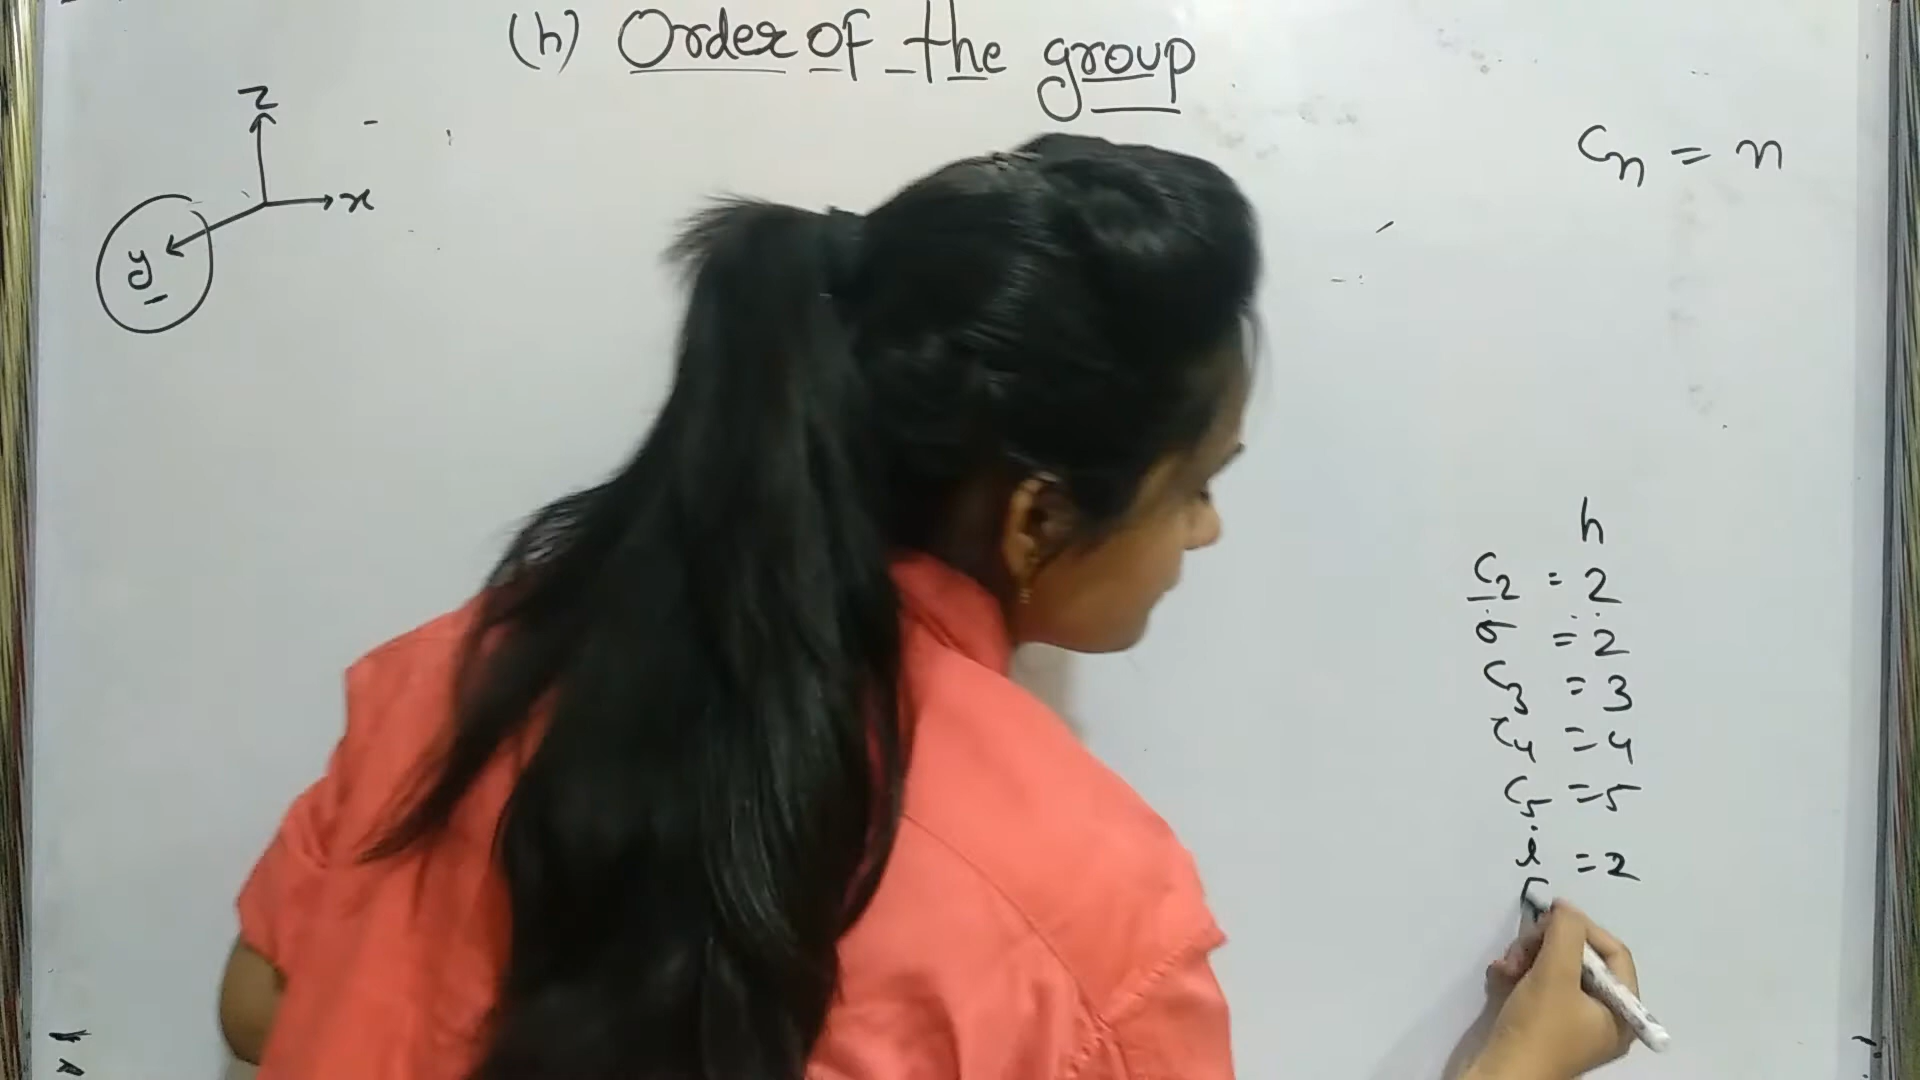 (h) Order of the group
z
x
y
Cn = n
h
C2 = 2
σ = 2
C3 = 3
C4 = 4
C5 = 5
i = 2